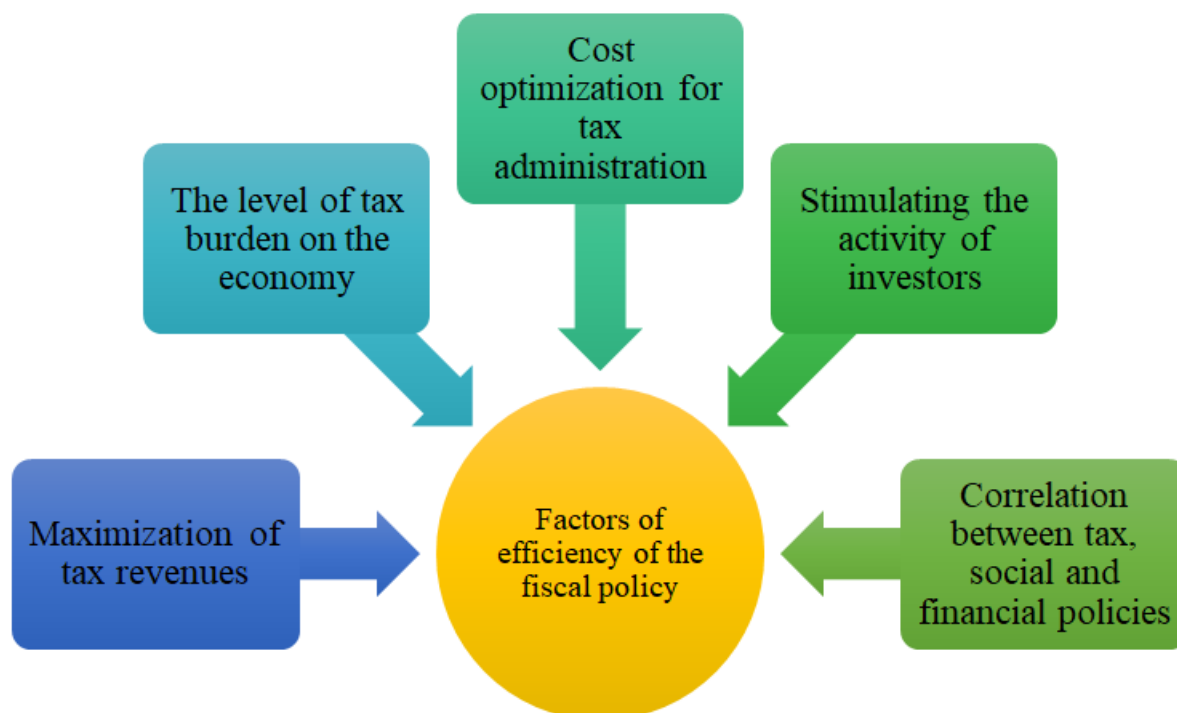 Cost
optimization for
tax
administration
The level of tax
burden on the
economy
Stimulating the
activity of
investors
Maximization of
tax revenues
Factors of
efficiency of the
fiscal policy
Correlation
between tax,
social and
financial policies